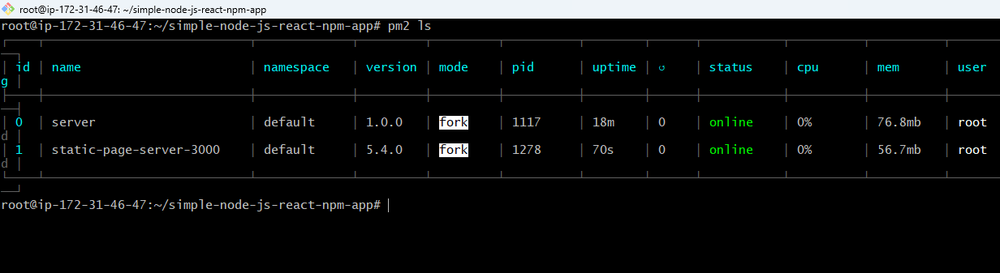 root@ip-172-31-46-47: ~/simple-node-js-react-npm-app
root@ip-172-31-46-47:~/simple-node-js-react-npm-app# pm2 ls
│ id │ name │ namespace │ version │ mode │ pid │ uptime │ ↺ │ status │ cpu │ mem │ user
g │
│ 0 │ server │ default │ 1.0.0 │ fork │ 1117 │ 18m │ 0 │ online │ 0% │ 76.8mb │ root
d │
│ 1 │ static-page-server-3000 │ default │ 5.4.0 │ fork │ 1278 │ 70s │ 0 │ online │ 0% │ 56.7mb │ root
d │
root@ip-172-31-46-47:~/simple-node-js-react-npm-app#